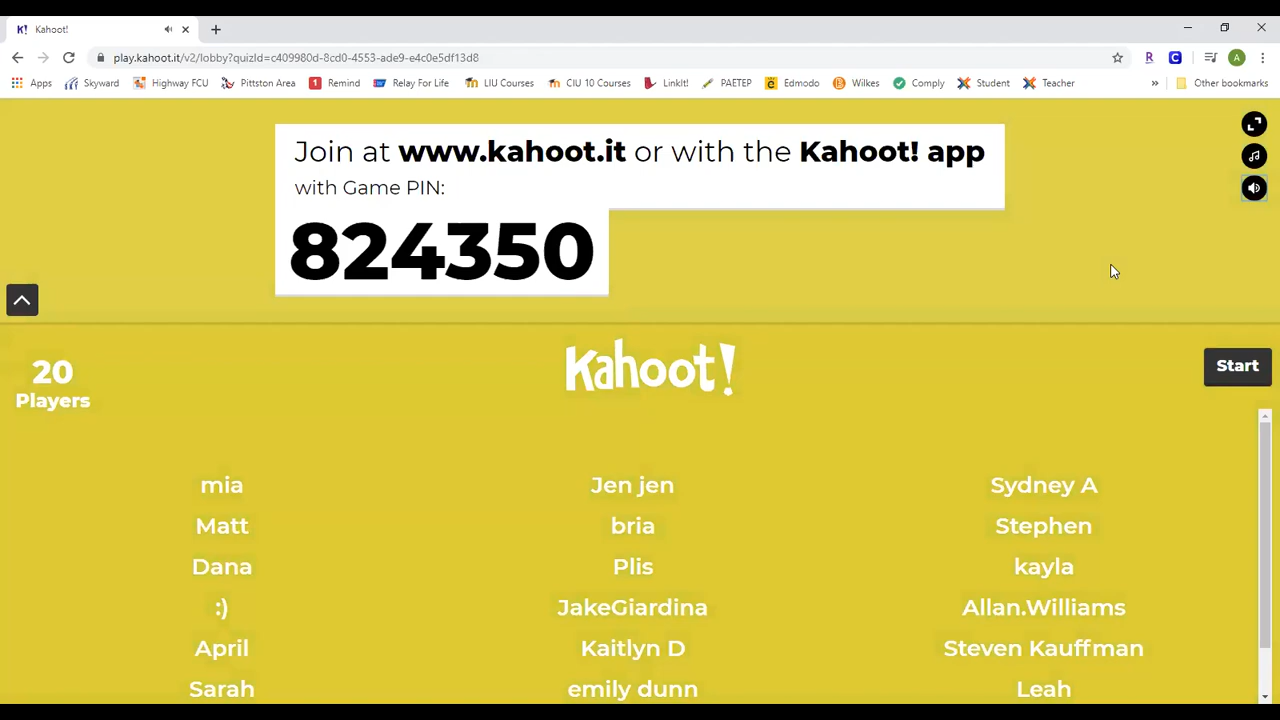 Kahoot!
play.kahoot.it/v2/lobby?quizId=c409980d-8cd0-4553-ade9-e4c0e5df13d8
A
Apps Skyward Highway FCU Pittston Area Remind Relay For Life LIU Courses CIU 10 Courses LinkIt! PAETEP Edmodo Wilkes Comply Student Teacher » Other bookmarks
Join at www.kahoot.it or with the Kahoot! app
with Game PIN:
824350
20
Players
Kahoot!
Start
mia Jen jen Sydney A
Matt bria Stephen
Dana Plis kayla
:) JakeGiardina Allan.Williams
April Kaitlyn D Steven Kauffman
Sarah emily dunn Leah